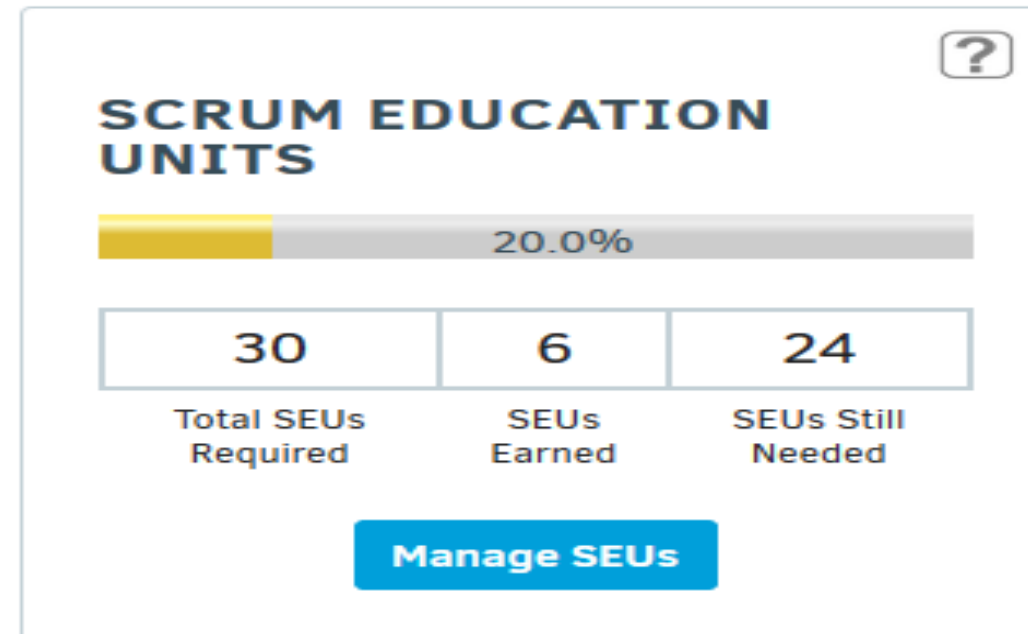 ?
SCRUM EDUCATION
UNITS
20.0%
30 6 24
Total SEUs SEUs SEUs Still
Required Earned Needed
Manage SEUs